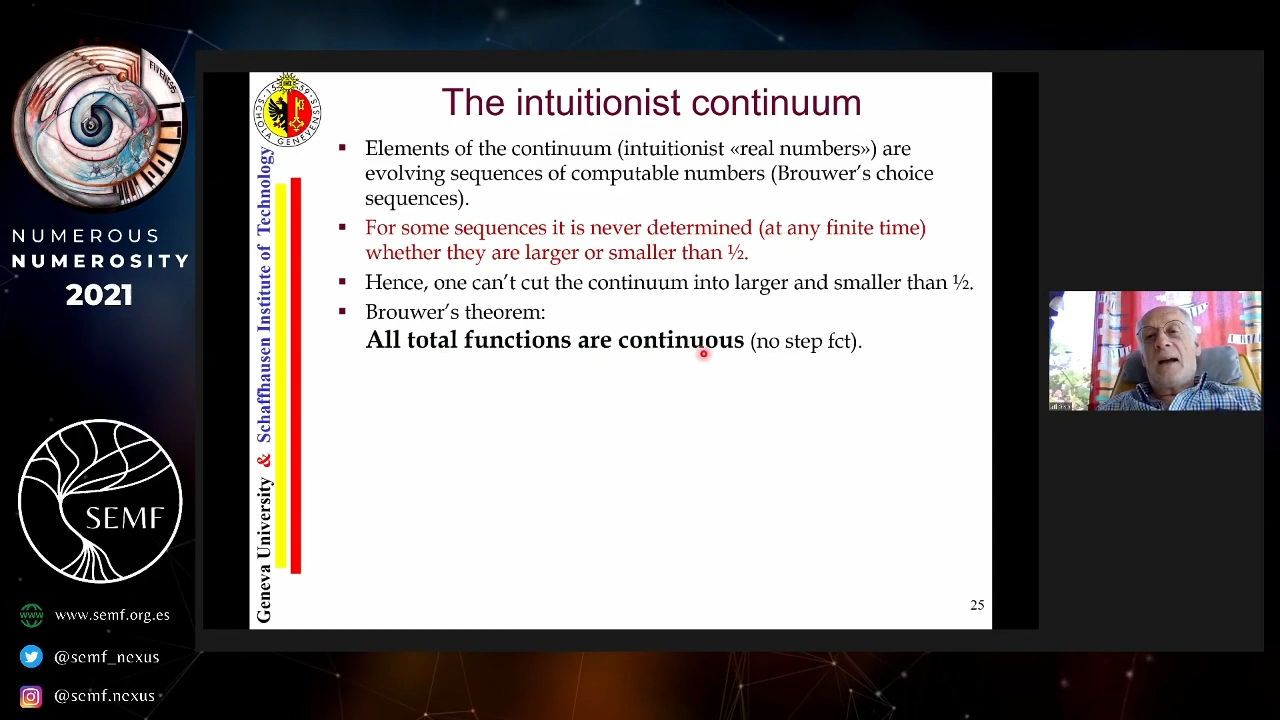 FIVENESS
NUMEROUS
NUMEROSITY
2021
SEMF
www.semf.org.es
@semf_nexus
@semf.nexus
SCHOLA GENEVENSIS
1559
Geneva University & Schaffhausen Institute of Technology
The intuitionist continuum
▪ Elements of the continuum (intuitionist «real numbers») are
evolving sequences of computable numbers (Brouwer’s choice
sequences).
▪ For some sequences it is never determined (at any finite time)
whether they are larger or smaller than ½.
▪ Hence, one can’t cut the continuum into larger and smaller than ½.
▪ Brouwer’s theorem:
All total functions are continuous (no step fct).
25